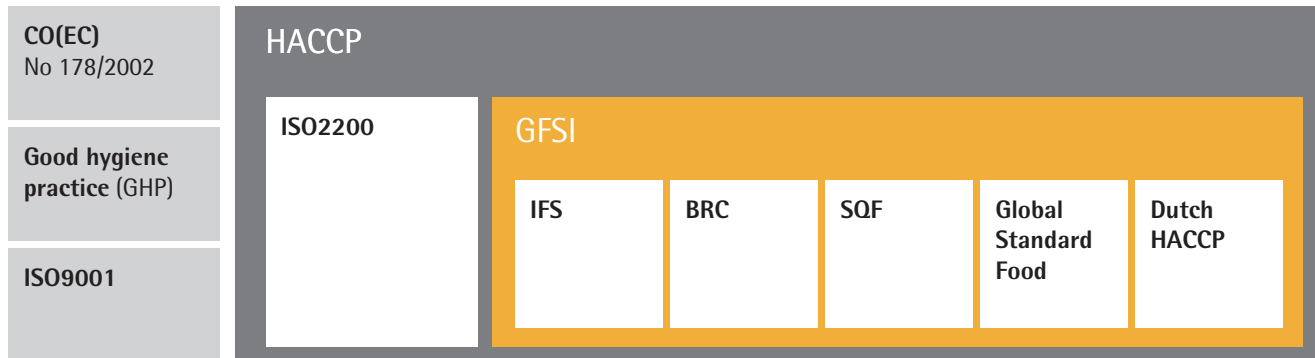 CO(EC)
No 178/2002
Good hygiene
practice (GHP)
ISO9001
HACCP
ISO2200
GFSI
IFS
BRC
SQF
Global
Standard
Food
Dutch
HACCP